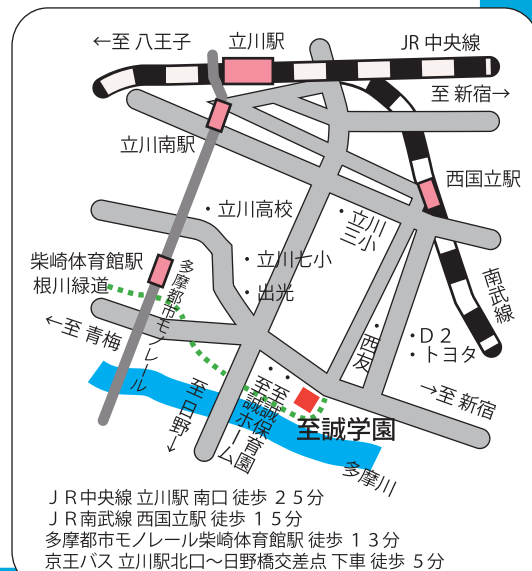 ←至 八王子
立川駅
JR 中央線
至 新宿→
立川南駅
西国立駅
・立川高校
・立川三小
柴崎体育館駅
・立川七小
根川緑道
・出光
多摩都市モノレール
南武線
←至 青梅
・西友
・D2
・トヨタ
→至 新宿
至 日野→
・至誠ホーム
・至誠保育園
至誠学園
多摩川
ＪＲ中央線 立川駅 南口 徒歩 ２５分
ＪＲ南武線 西国立駅 徒歩 １５分
多摩都市モノレール柴崎体育館駅 徒歩 １３分
京王バス 立川駅北口～日野橋交差点 下車 徒歩 ５分